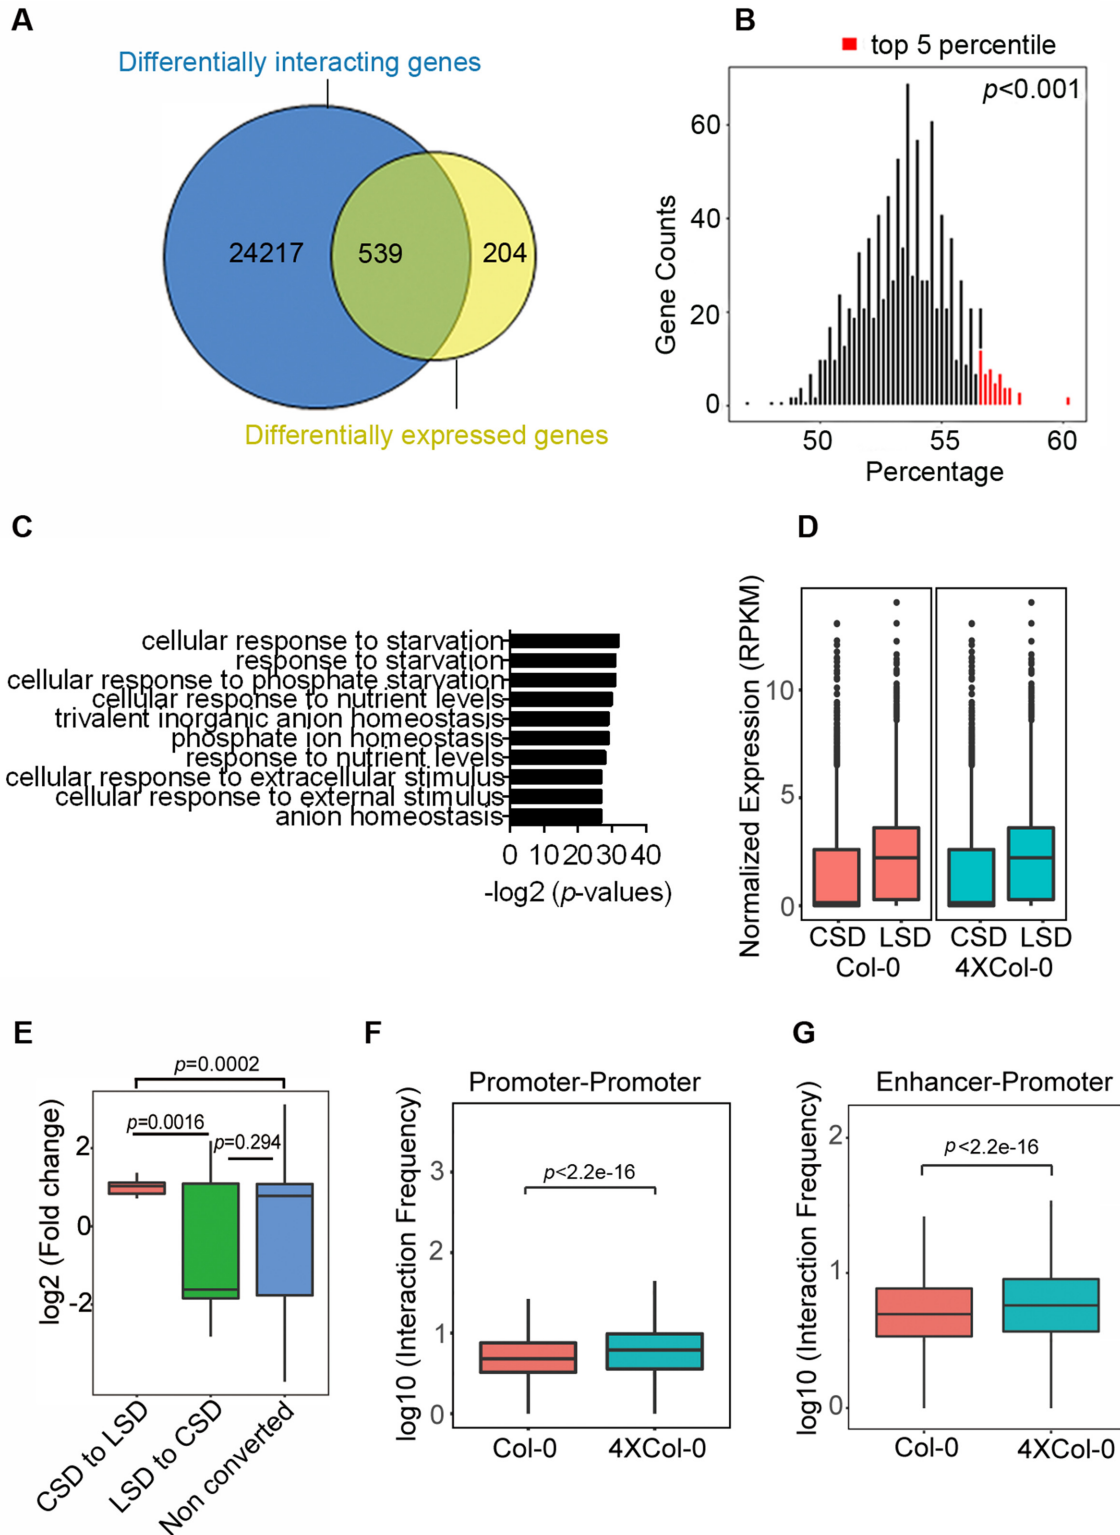 A
Differentially interacting genes
24217
539
204
Differentially expressed genes
B
top 5 percentile
p<0.001
Gene Counts
60
40
20
0
50
55
60
Percentage
C
cellular response to starvation
response to starvation
cellular response to phosphate starvation
cellular response to nutrient levels
trivalent inorganic anion homeostasis
phosphate ion homeostasis
response to nutrient levels
cellular response to extracellular stimulus
cellular response to external stimulus
anion homeostasis
0 10 20 30 40
-log2 (p-values)
D
Normalized Expression (RPKM)
10
5
0
CSD LSD CSD LSD
Col-0 4XCol-0
E
p=0.0002
p=0.0016
p=0.294
log2 (Fold change)
2
0
-2
CSD to LSD
LSD to CSD
Non converted
F
Promoter-Promoter
p<2.2e-16
log10 (Interaction Frequency)
3
2
1
0
Col-0 4XCol-0
G
Enhancer-Promoter
p<2.2e-16
log10 (Interaction Frequency)
2
1
0
Col-0 4XCol-0